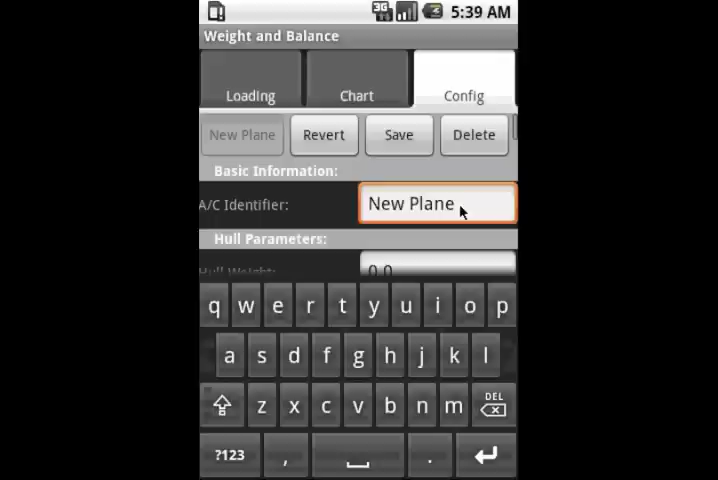 3G 5:39 AM
Weight and Balance
Loading Chart Config
New Plane Revert Save Delete
Basic Information:
A/C Identifier: New Plane
Hull Parameters:
Hull Weight: 0.0
q w e r t y u i o p
a s d f g h j k l
z x c v b n m DEL
?123 , .